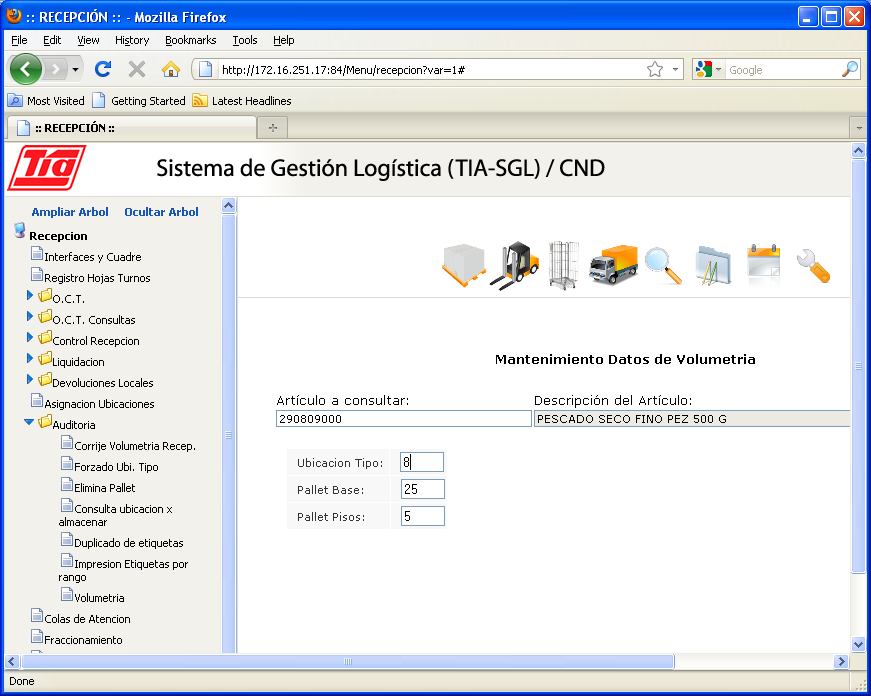 :: RECEPCIÓN :: - Mozilla Firefox
File Edit View History Bookmarks Tools Help
http://172.16.251.17:84/Menu/recepcion?var=1#
Google
Most Visited Getting Started Latest Headlines
:: RECEPCIÓN ::
Tia
Sistema de Gestión Logística (TIA-SGL) / CND
Ampliar Arbol Ocultar Arbol
Recepcion
Interfaces y Cuadre
Registro Hojas Turnos
O.C.T.
O.C.T. Consultas
Control Recepcion
Liquidacion
Devoluciones Locales
Asignacion Ubicaciones
Auditoria
Corrije Volumetria Recep.
Forzado Ubi. Tipo
Elimina Pallet
Consulta ubicacion x
almacenar
Duplicado de etiquetas
Impresion Etiquetas por
rango
Volumetria
Colas de Atencion
Fraccionamiento
Mantenimiento Datos de Volumetria
Artículo a consultar: Descripción del Artículo:
290809000 PESCADO SECO FINO PEZ 500 G
Ubicacion Tipo: 8
Pallet Base: 25
Pallet Pisos: 5
Done